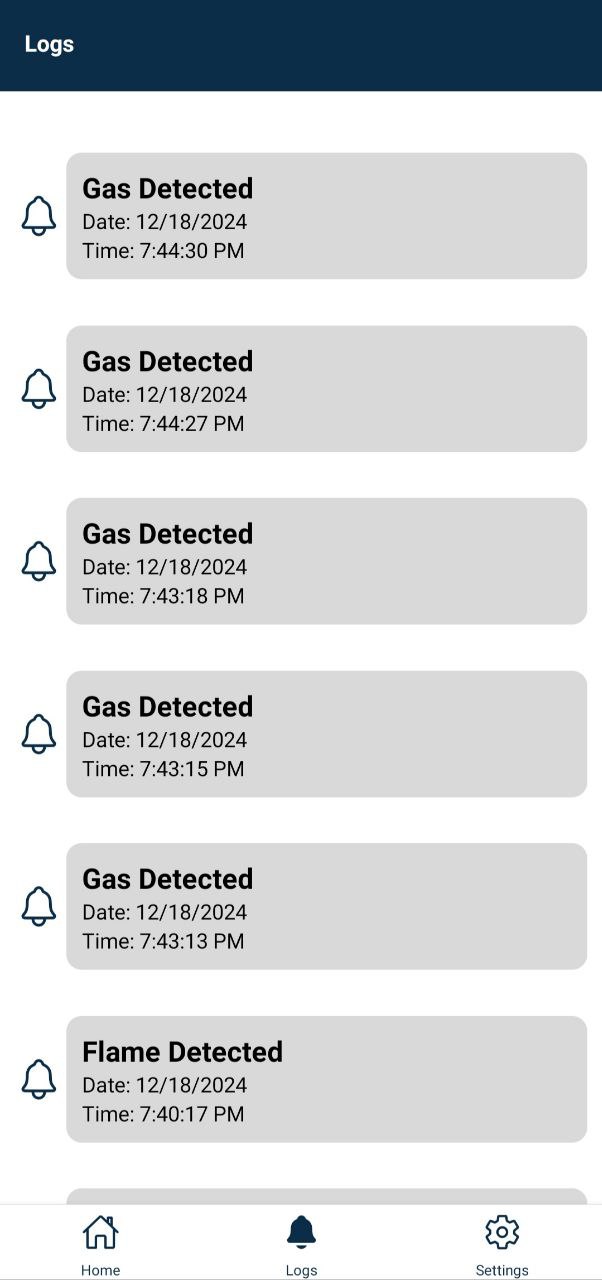 Logs
Gas Detected
Date: 12/18/2024
Time: 7:44:30 PM
Gas Detected
Date: 12/18/2024
Time: 7:44:27 PM
Gas Detected
Date: 12/18/2024
Time: 7:43:18 PM
Gas Detected
Date: 12/18/2024
Time: 7:43:15 PM
Gas Detected
Date: 12/18/2024
Time: 7:43:13 PM
Flame Detected
Date: 12/18/2024
Time: 7:40:17 PM
Home Logs Settings